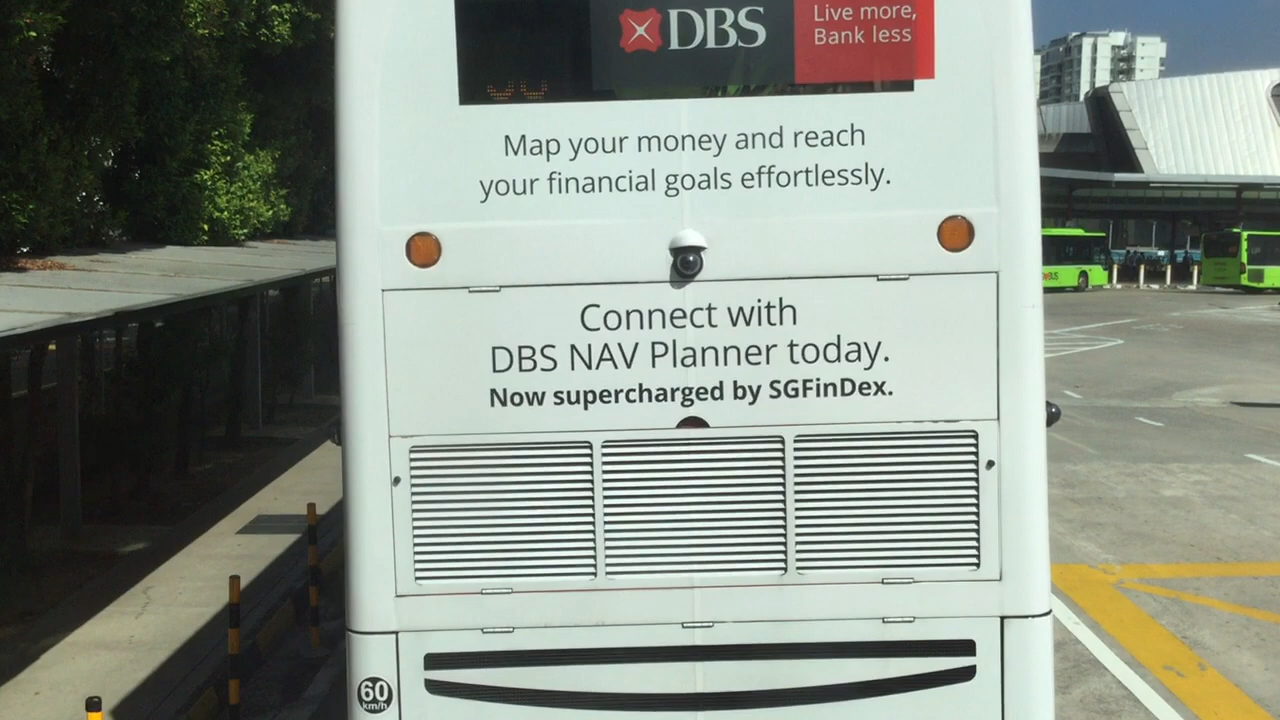 DBS
Live more,
Bank less
Map your money and reach
your financial goals effortlessly.
Connect with
DBS NAV Planner today.
Now supercharged by SGFinDex.
60
km/h